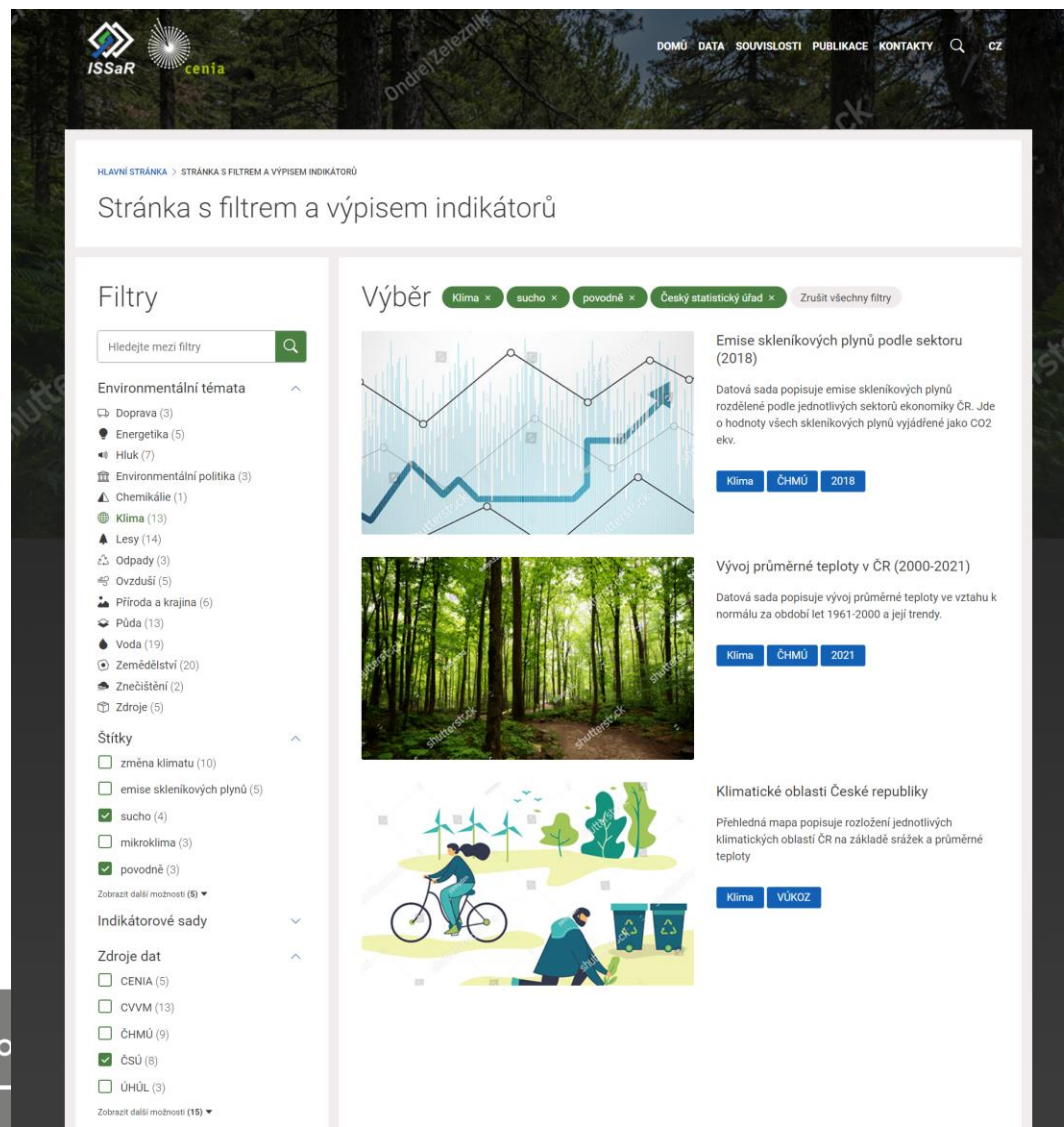 ISSaR
cenia
DOMŮ DATA SOUVISLOSTI PUBLIKACE KONTAKTY CZ
HLAVNÍ STRÁNKA > STRÁNKA S FILTREM A VÝPISEM INDIKÁTORŮ
Stránka s filtrem a výpisem indikátorů
Filtry
Hledejte mezi filtry
Environmentální témata
Doprava (3)
Energetika (5)
Hluk (7)
Environmentální politika (3)
Chemikálie (1)
Klima (13)
Lesy (14)
Odpady (3)
Ovzduší (5)
Příroda a krajina (6)
Půda (13)
Voda (19)
Zemědělství (20)
Znečištění (2)
Zdroje (5)
Štítky
změna klimatu (10)
emise skleníkových plynů (5)
sucho (4)
mikroklima (3)
povodně (3)
Zobrazit další možnosti (5)
Indikátorové sady
Zdroje dat
CENIA (5)
CVVM (13)
ČHMÚ (9)
ČSÚ (8)
ÚHÚL (3)
Zobrazit další možnosti (15)
Výběr Klima × sucho × povodně × Český statistický úřad × Zrušit všechny filtry
Emise skleníkových plynů podle sektoru
(2018)
Datová sada popisuje emise skleníkových plynů
rozdělené podle jednotlivých sektorů ekonomiky ČR. Jde
o hodnoty všech skleníkových plynů vyjádřené jako CO2
ekv.
Klima ČHMÚ 2018
Vývoj průměrné teploty v ČR (2000-2021)
Datová sada popisuje vývoj průměrné teploty ve vztahu k
normálu za období let 1961-2000 a její trendy.
Klima ČHMÚ 2021
Klimatické oblasti České republiky
Přehledná mapa popisuje rozložení jednotlivých
klimatických oblastí ČR na základě srážek a průměrné
teploty
Klima VÚKOZ
shutterstock
shutterstock
shutterstock